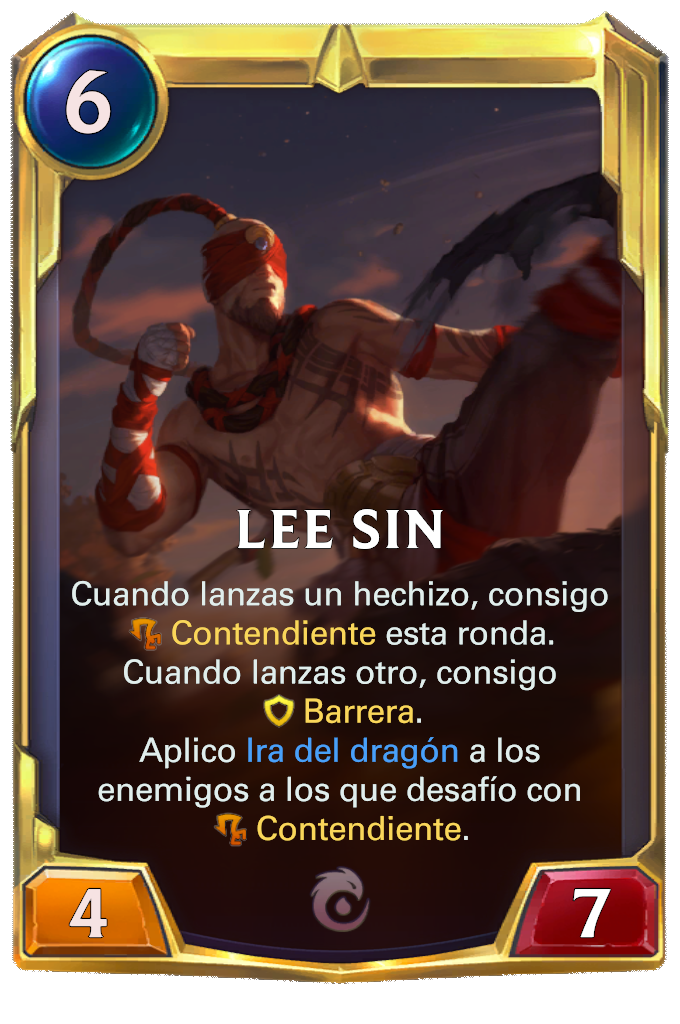 6
LEE SIN
Cuando lanzas un hechizo, consigo
Contendiente esta ronda.
Cuando lanzas otro, consigo
Barrera.
Aplico Ira del dragón a los
enemigos a los que desafío con
Contendiente.
4
7